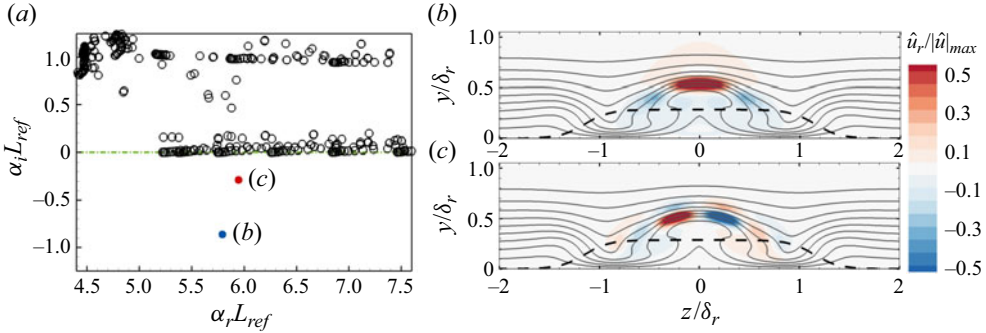 (a)
1.0
0.5
0
−0.5
−1.0
α_i L_ref
(c)
(b)
4.5 5.0 5.5 6.0 6.5 7.0 7.5
α_r L_ref
(b)
y/δ_r
1.0
0.5
0
−2 −1 0 1 2
(c)
y/δ_r
1.0
0.5
0
−2 −1 0 1 2
z/δ_r
û_r/|û|_max
0.5
0.3
0.1
−0.1
−0.3
−0.5